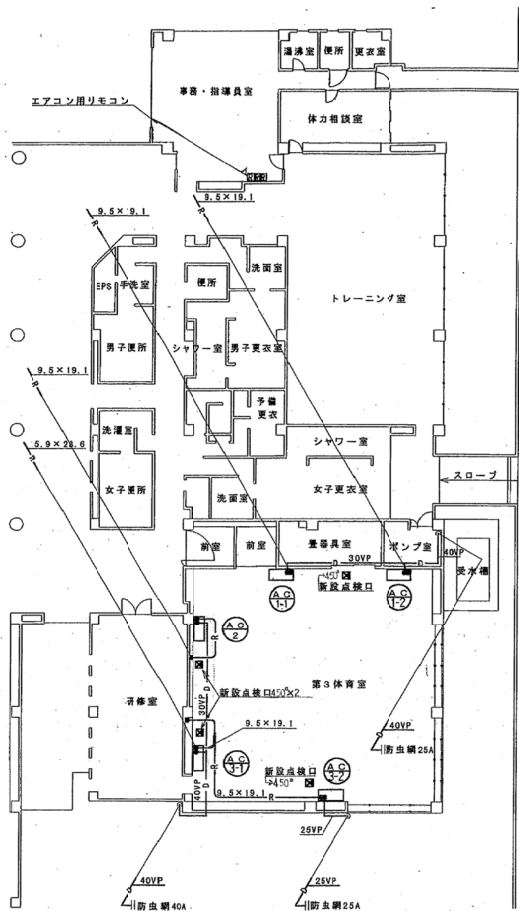 湯沸室
便所
更衣室
事務・指導員室
エアコン用リモコン
体力相談室
9.5×19.1
R
9.5×19.1
R
洗面室
EPS
手洗室
便所
トレーニング室
男子便所
シャワー室
男子更衣室
9.5×19.1
R
予備
更衣
洗濯室
シャワー室
R
スロープ
女子便所
洗面室
女子更衣室
前室
前室
畳器具室
ポンプ室
30VP
40VP
受水槽
450°
新設点検口
AC
1-1
AC
1-2
AC
2
R
第3体育室
研修室
D
30VP
新設点検口450°×2
9.5×19.1
40VP
防虫網25A
AC
3-1
新設点検口
450°
AC
3-2
R
9.5×19.1
R
D
40VP
25VP
40VP
防虫網40A
25VP
防虫網25A